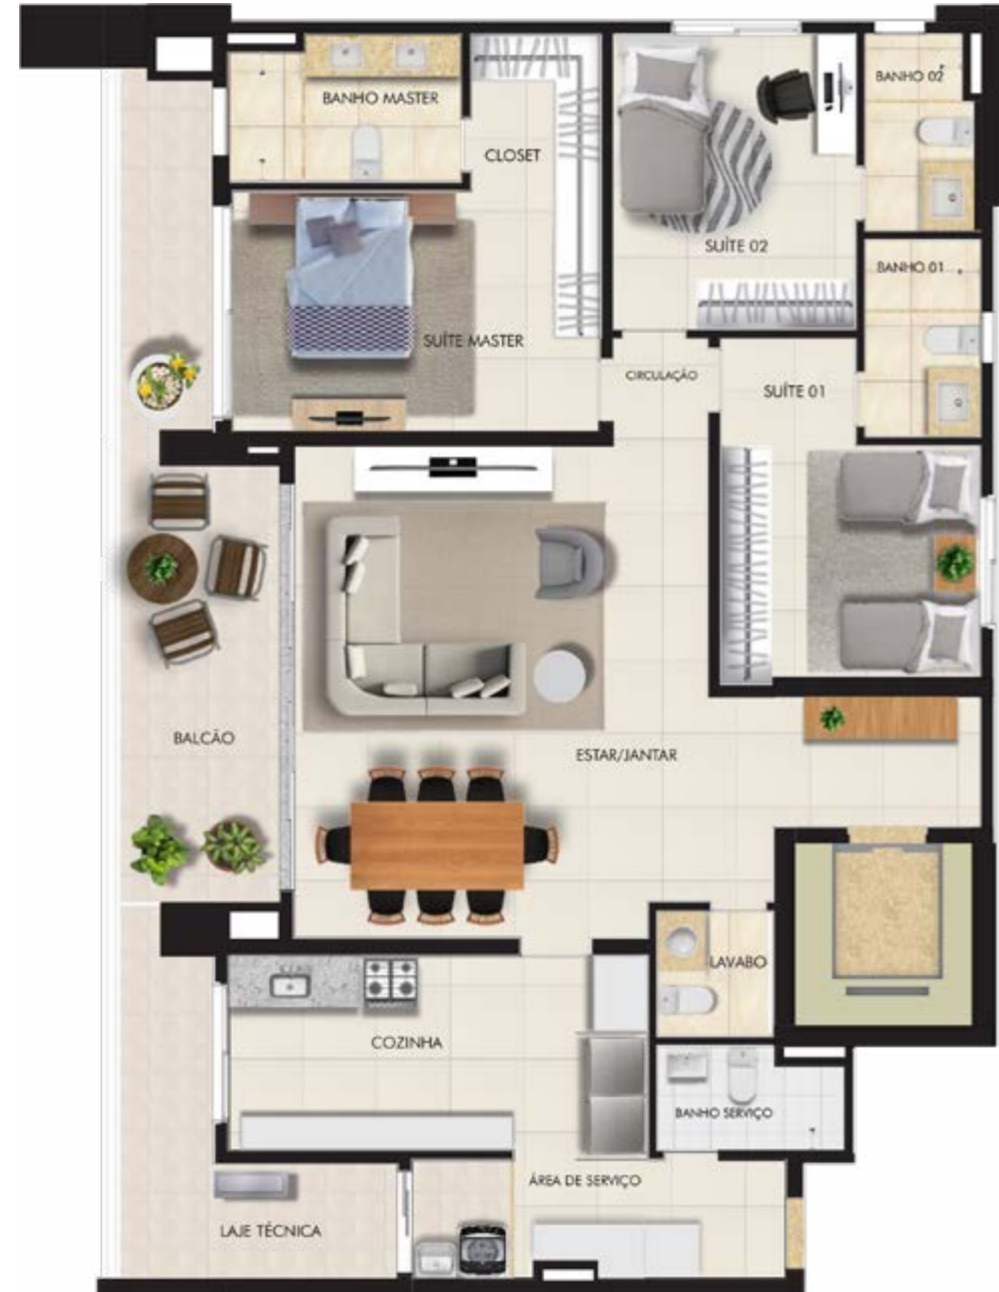 BANHO MASTER
BANHO 02
CLOSET
SUÍTE 02
BANHO 01
SUÍTE MASTER
CIRCULAÇÃO
SUÍTE 01
BALCÃO
ESTAR/JANTAR
LAVABO
COZINHA
BANHO SERVIÇO
ÁREA DE SERVIÇO
LAJE TÉCNICA